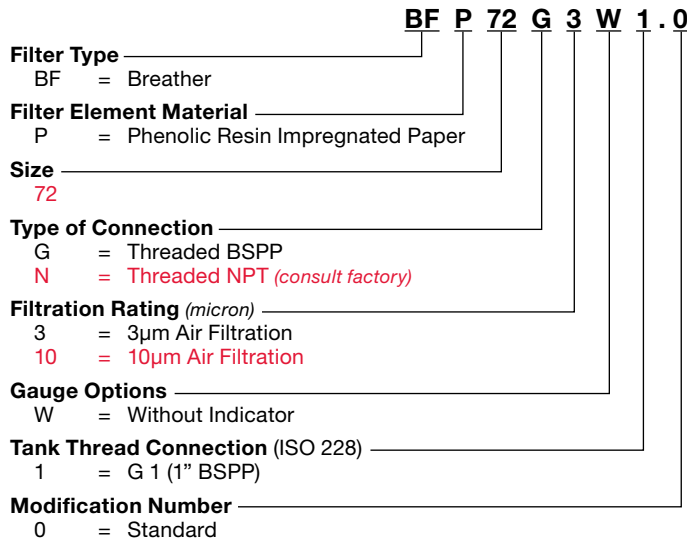 BF P 72 G 3 W 1 . 0
Filter Type
BF = Breather
Filter Element Material
P = Phenolic Resin Impregnated Paper
Size
72
Type of Connection
G = Threaded BSPP
N = Threaded NPT (consult factory)
Filtration Rating (micron)
3 = 3µm Air Filtration
10 = 10µm Air Filtration
Gauge Options
W = Without Indicator
Tank Thread Connection (ISO 228)
1 = G 1 (1” BSPP)
Modification Number
0 = Standard